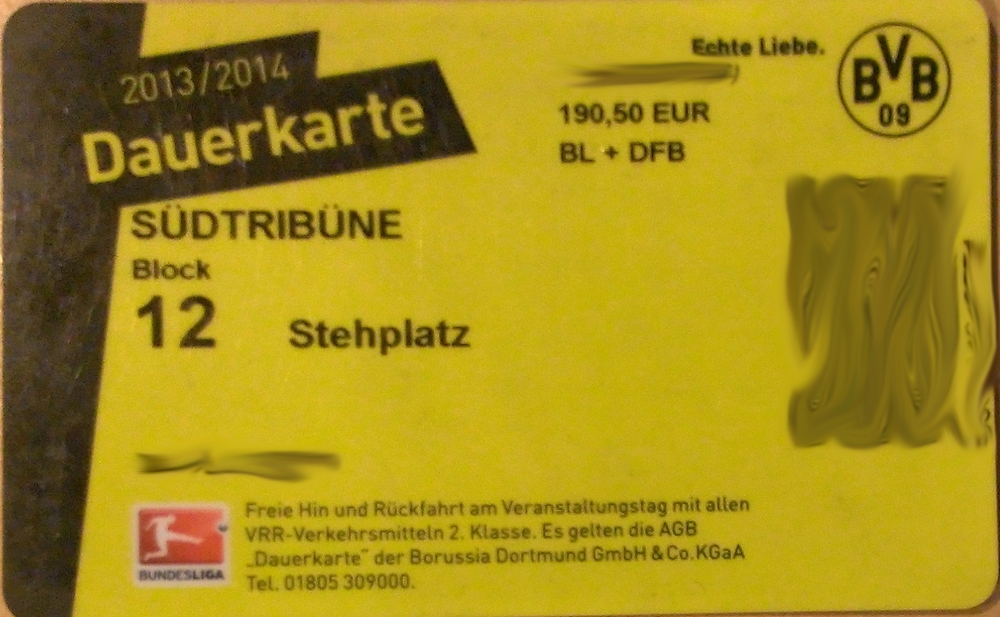 2013/2014
Dauerkarte
Echte Liebe.
BVB
09
190,50 EUR
BL + DFB
SÜDTRIBÜNE
Block
12 Stehplatz
BUNDESLIGA
Freie Hin und Rückfahrt am Veranstaltungstag mit allen
VRR-Verkehrsmitteln 2. Klasse. Es gelten die AGB
„Dauerkarte" der Borussia Dortmund GmbH & Co.KGaA
Tel. 01805 309000.